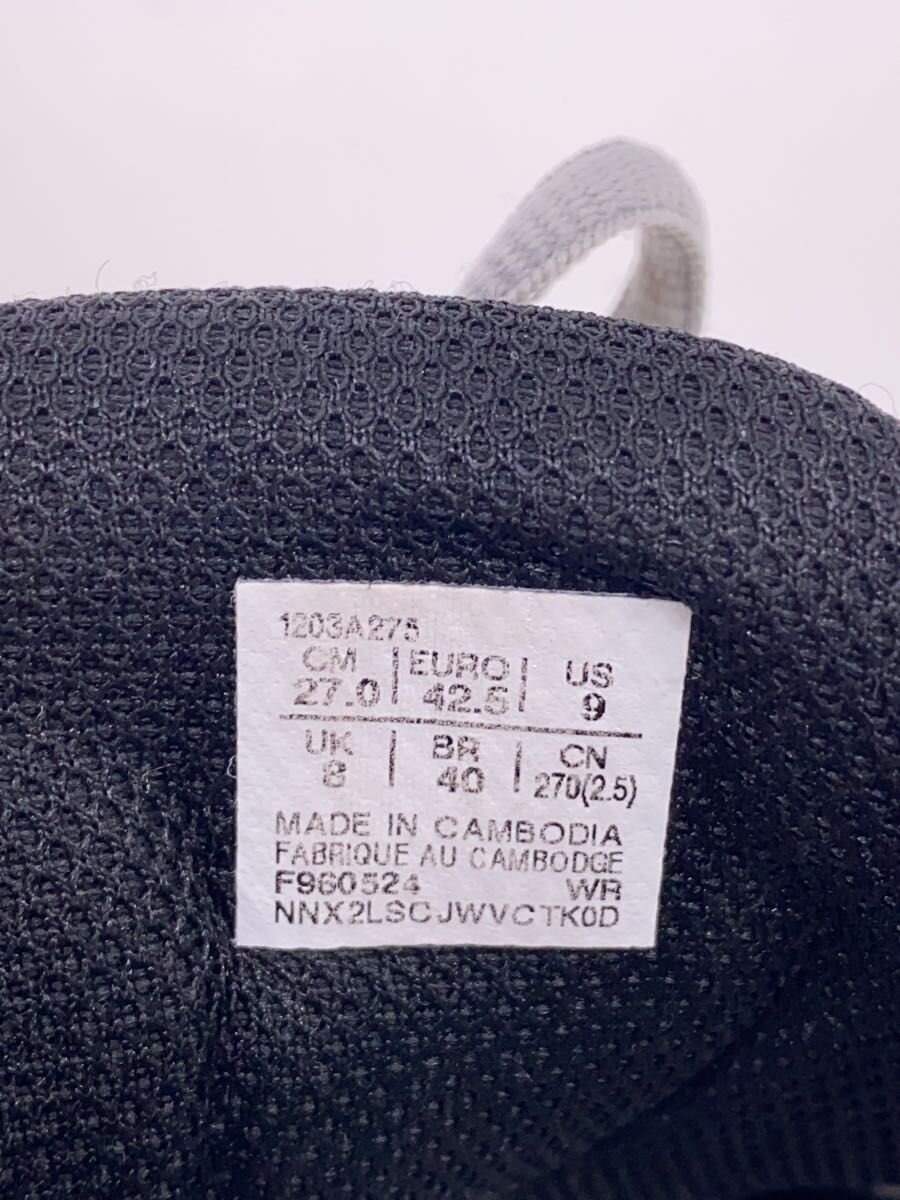 1203A275
CM | EURO | US
27.0 | 42.5 | 9
UK | BR | CN
8 | 40 | 270(2.5)
MADE IN CAMBODIA
FABRIQUE AU CAMBODGE
F960524 WR
NNX2LSCJWVCTK0D